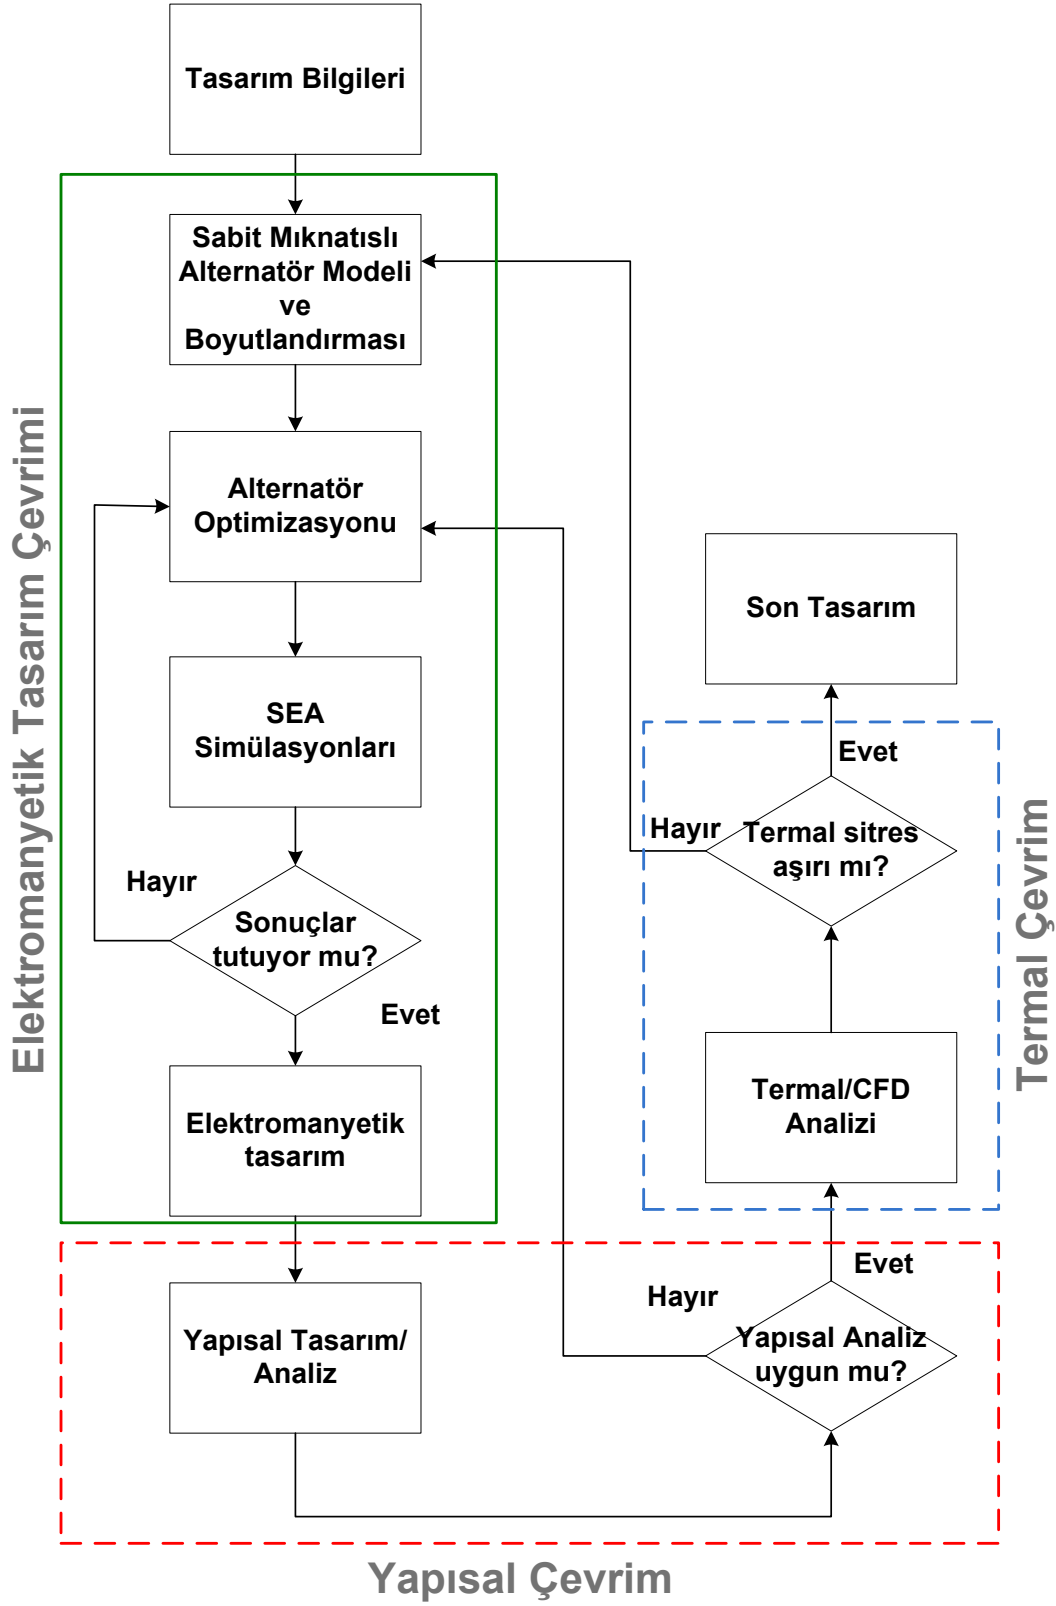 Tasarım Bilgileri
Sabit Mıknatıslı
Alternatör Modeli
ve
Boyutlandırması
Alternatör
Optimizasyonu
SEA
Simülasyonları
Hayır
Sonuçlar
tutuyor mu?
Evet
Elektromanyetik
tasarım
Elektromanyetik Tasarım Çevrimi
Yapısal Tasarım/
Analiz
Yapısal Analiz
uygun mu?
Hayır
Evet
Yapısal Çevrim
Termal/CFD
Analizi
Termal sitres
aşırı mı?
Hayır
Evet
Termal Çevrim
Son Tasarım